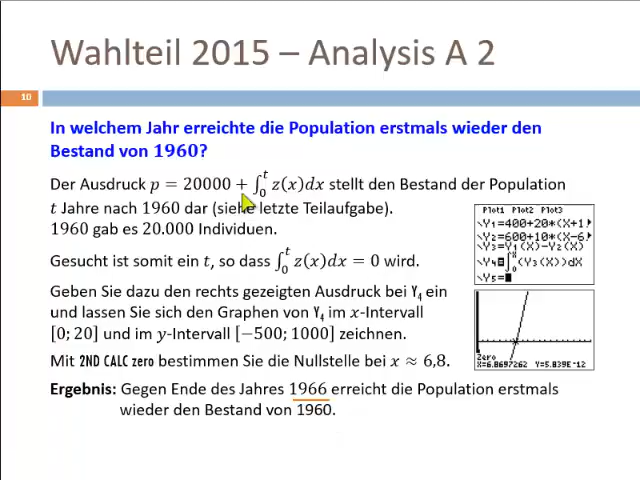 Wahlteil 2015 – Analysis A 2
10
In welchem Jahr erreichte die Population erstmals wieder den
Bestand von 1960?
Der Ausdruck p = 20000 + ∫₀ᵗ z(x)dx stellt den Bestand der Population
t Jahre nach 1960 dar (siehe letzte Teilaufgabe).
1960 gab es 20.000 Individuen.
Gesucht ist somit ein t, so dass ∫₀ᵗ z(x)dx = 0 wird.
Geben Sie dazu den rechts gezeigten Ausdruck bei Y₄ ein
und lassen Sie sich den Graphen von Y₄ im x-Intervall
[0; 20] und im y-Intervall [−500; 1000] zeichnen.
Mit 2ND CALC zero bestimmen Sie die Nullstelle bei x ≈ 6,8.
Ergebnis: Gegen Ende des Jahres 1966 erreicht die Population erstmals
wieder den Bestand von 1960.
Plot1 Plot2 Plot3
\Y₁=400+20*(X+1
\Y₂=600+10*(X-6
\Y₃=Y₁(X)-Y₂(X)
\Y₄=∫₀ˣ(Y₃(X))dX
\Y₅=
Zero
X=6.8697262 Y=5.839E-12